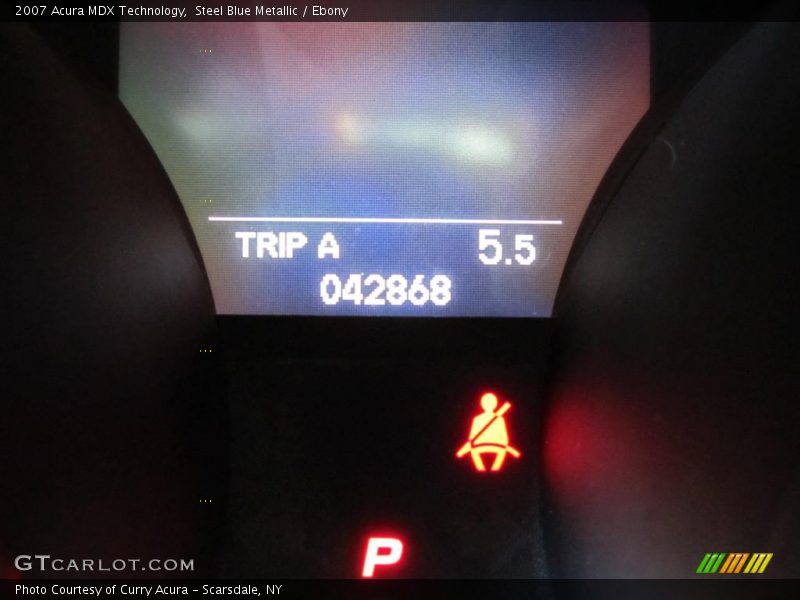 2007 Acura MDX Technology,  Steel Blue Metallic / Ebony
TRIP A 5.5
042868
P
GTCARLOT.COM
Photo Courtesy of Curry Acura - Scarsdale, NY